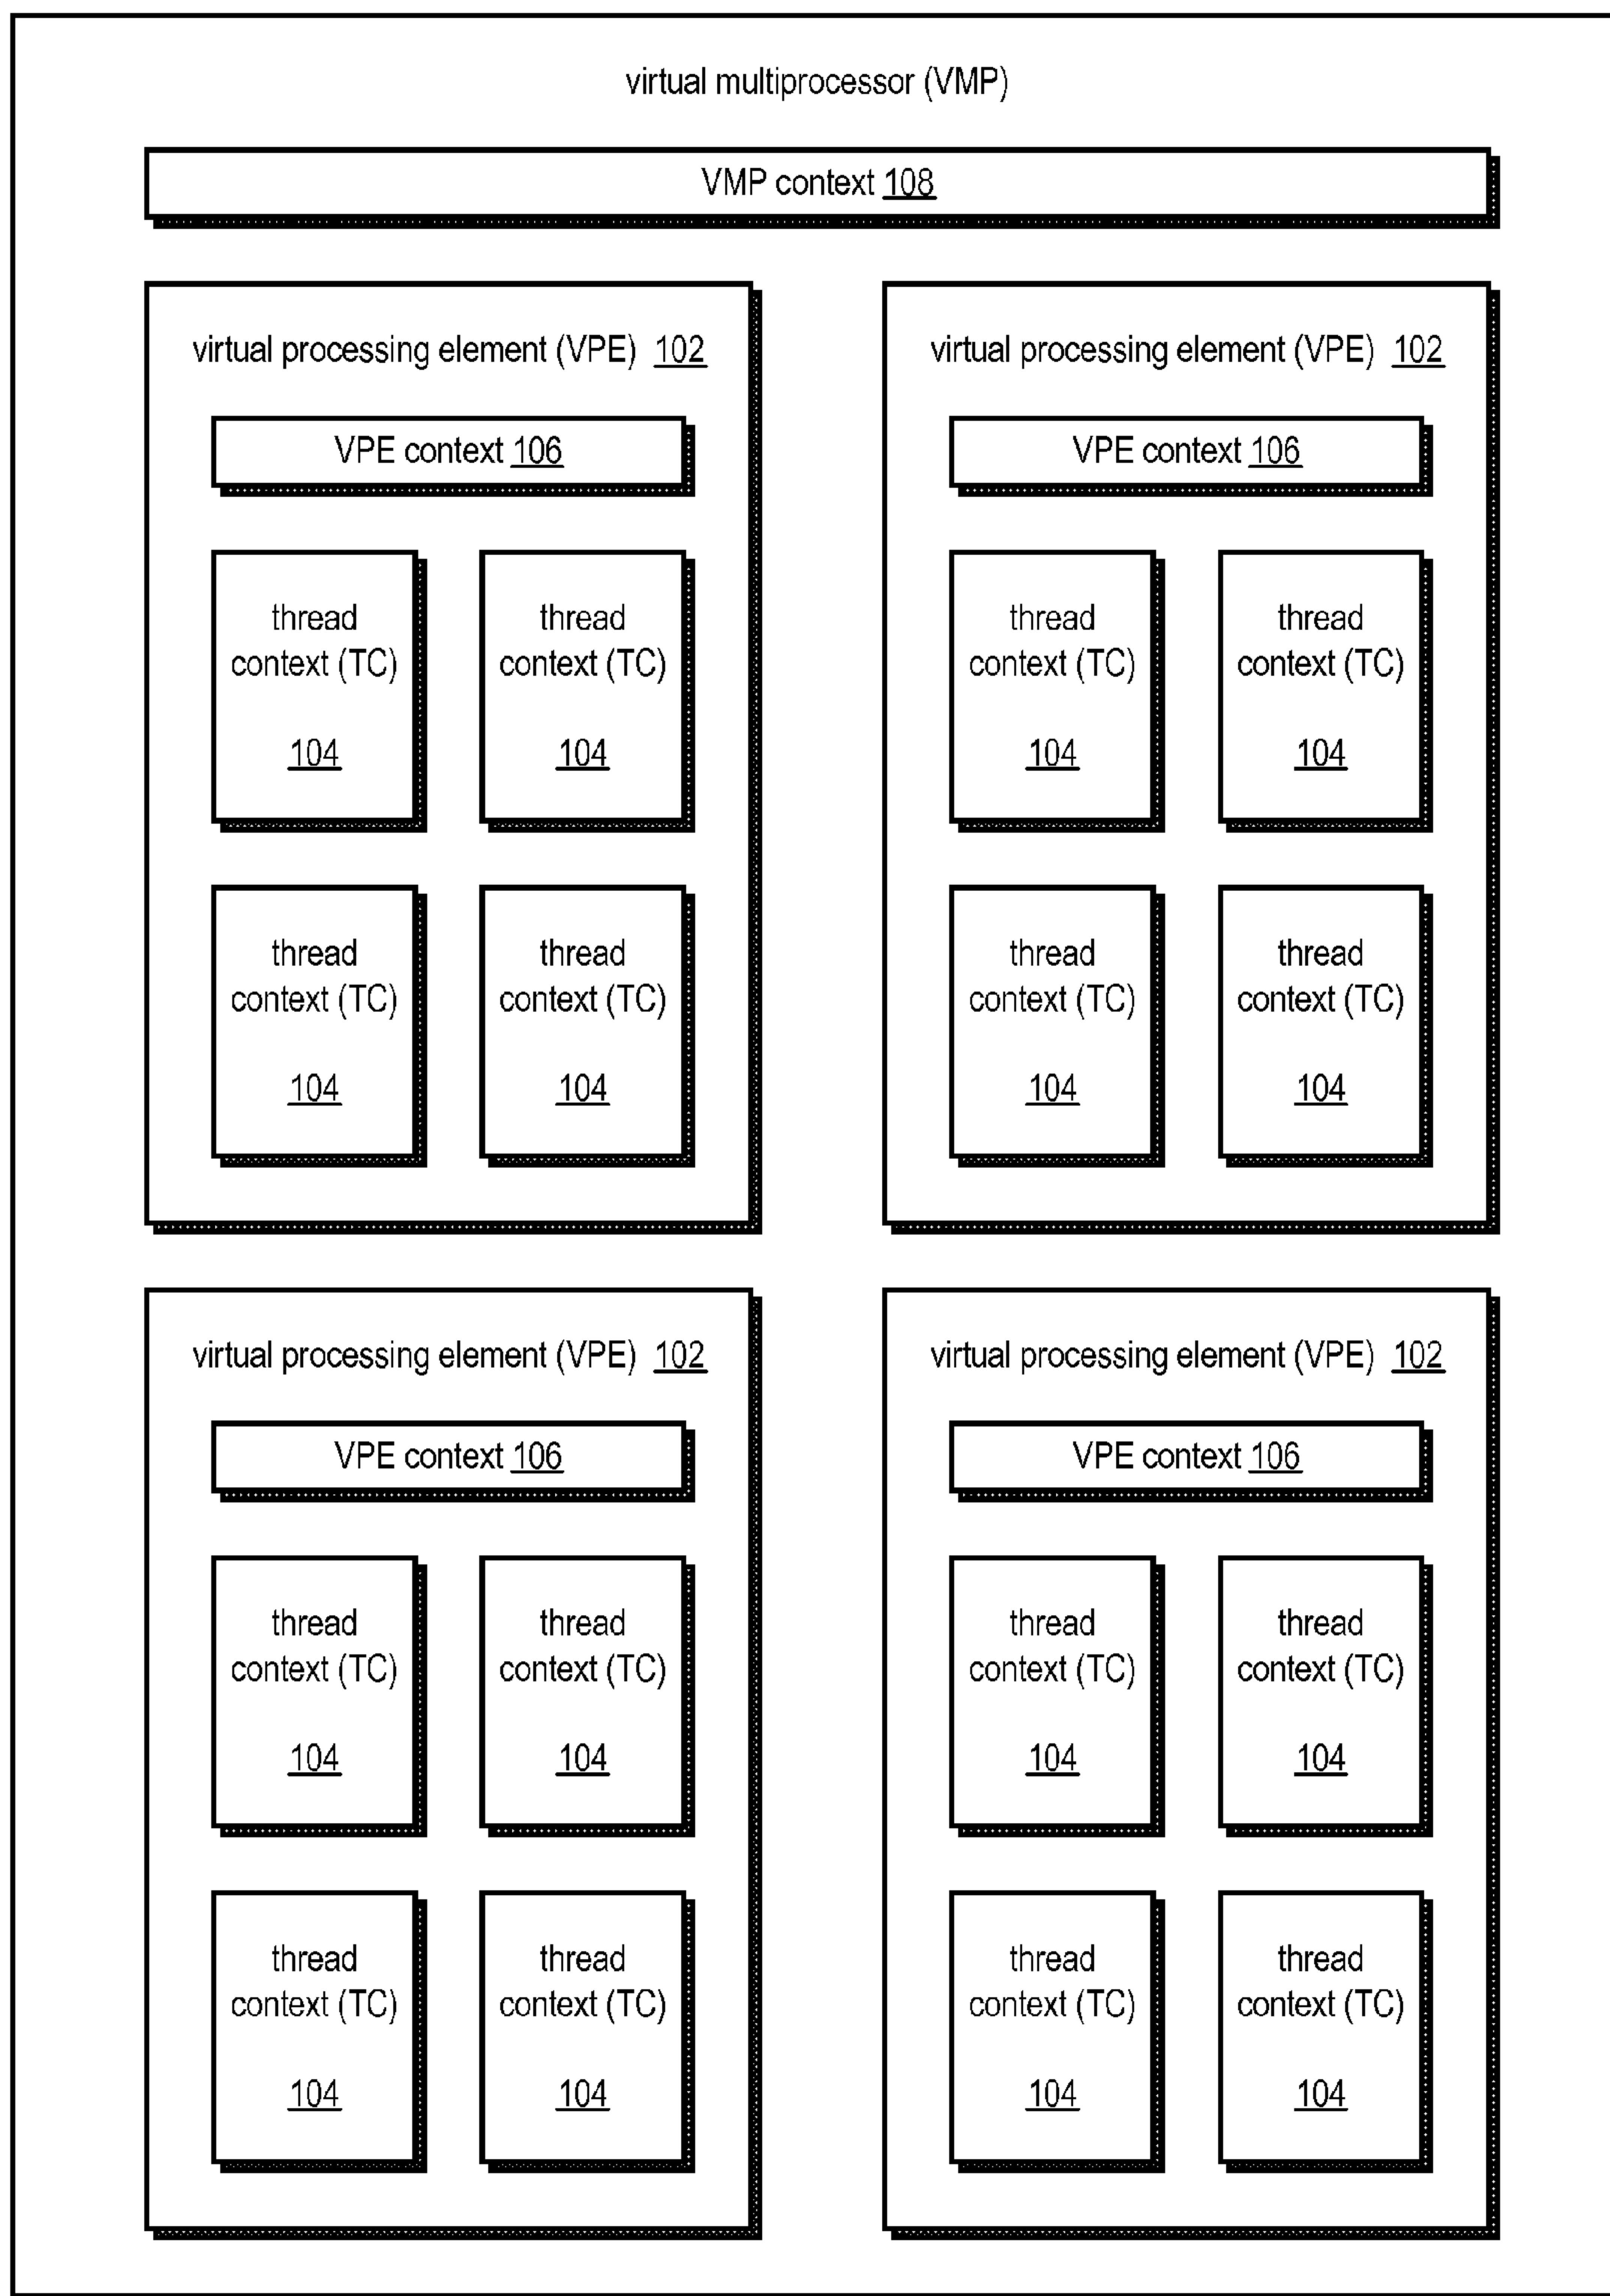 virtual multiprocessor (VMP)
VMP context 108
virtual processing element (VPE) 102
VPE context 106
thread
context (TC)
104
thread
context (TC)
104
thread
context (TC)
104
thread
context (TC)
104
virtual processing element (VPE) 102
VPE context 106
thread
context (TC)
104
thread
context (TC)
104
thread
context (TC)
104
thread
context (TC)
104
virtual processing element (VPE) 102
VPE context 106
thread
context (TC)
104
thread
context (TC)
104
thread
context (TC)
104
thread
context (TC)
104
virtual processing element (VPE) 102
VPE context 106
thread
context (TC)
104
thread
context (TC)
104
thread
context (TC)
104
thread
context (TC)
104